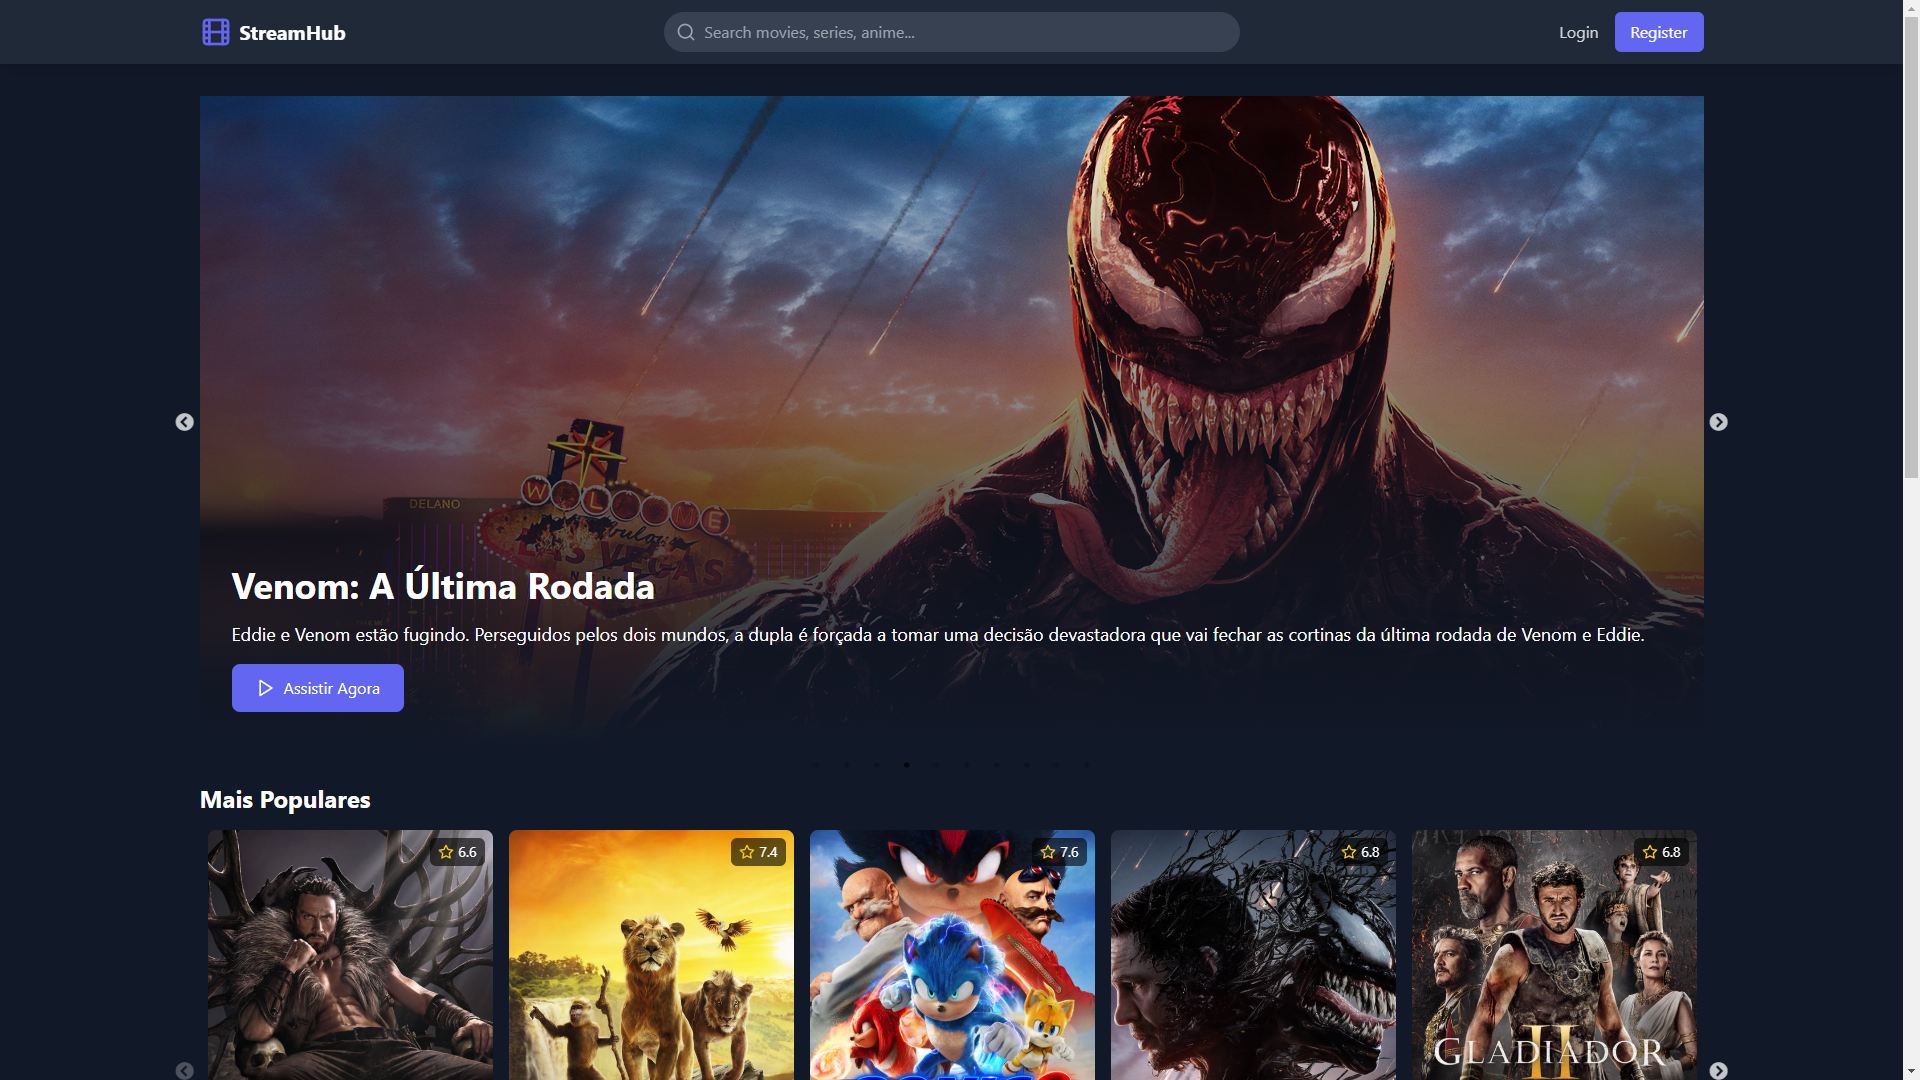 StreamHub
Search movies, series, anime...
Login
Register
DELANO
WELCOME
LAS VEGAS
Venom: A Última Rodada
Eddie e Venom estão fugindo. Perseguidos pelos dois mundos, a dupla é forçada a tomar uma decisão devastadora que vai fechar as cortinas da última rodada de Venom e Eddie.
Assistir Agora
Mais Populares
6.6
7.4
7.6
6.8
6.8
II
GLADIADOR